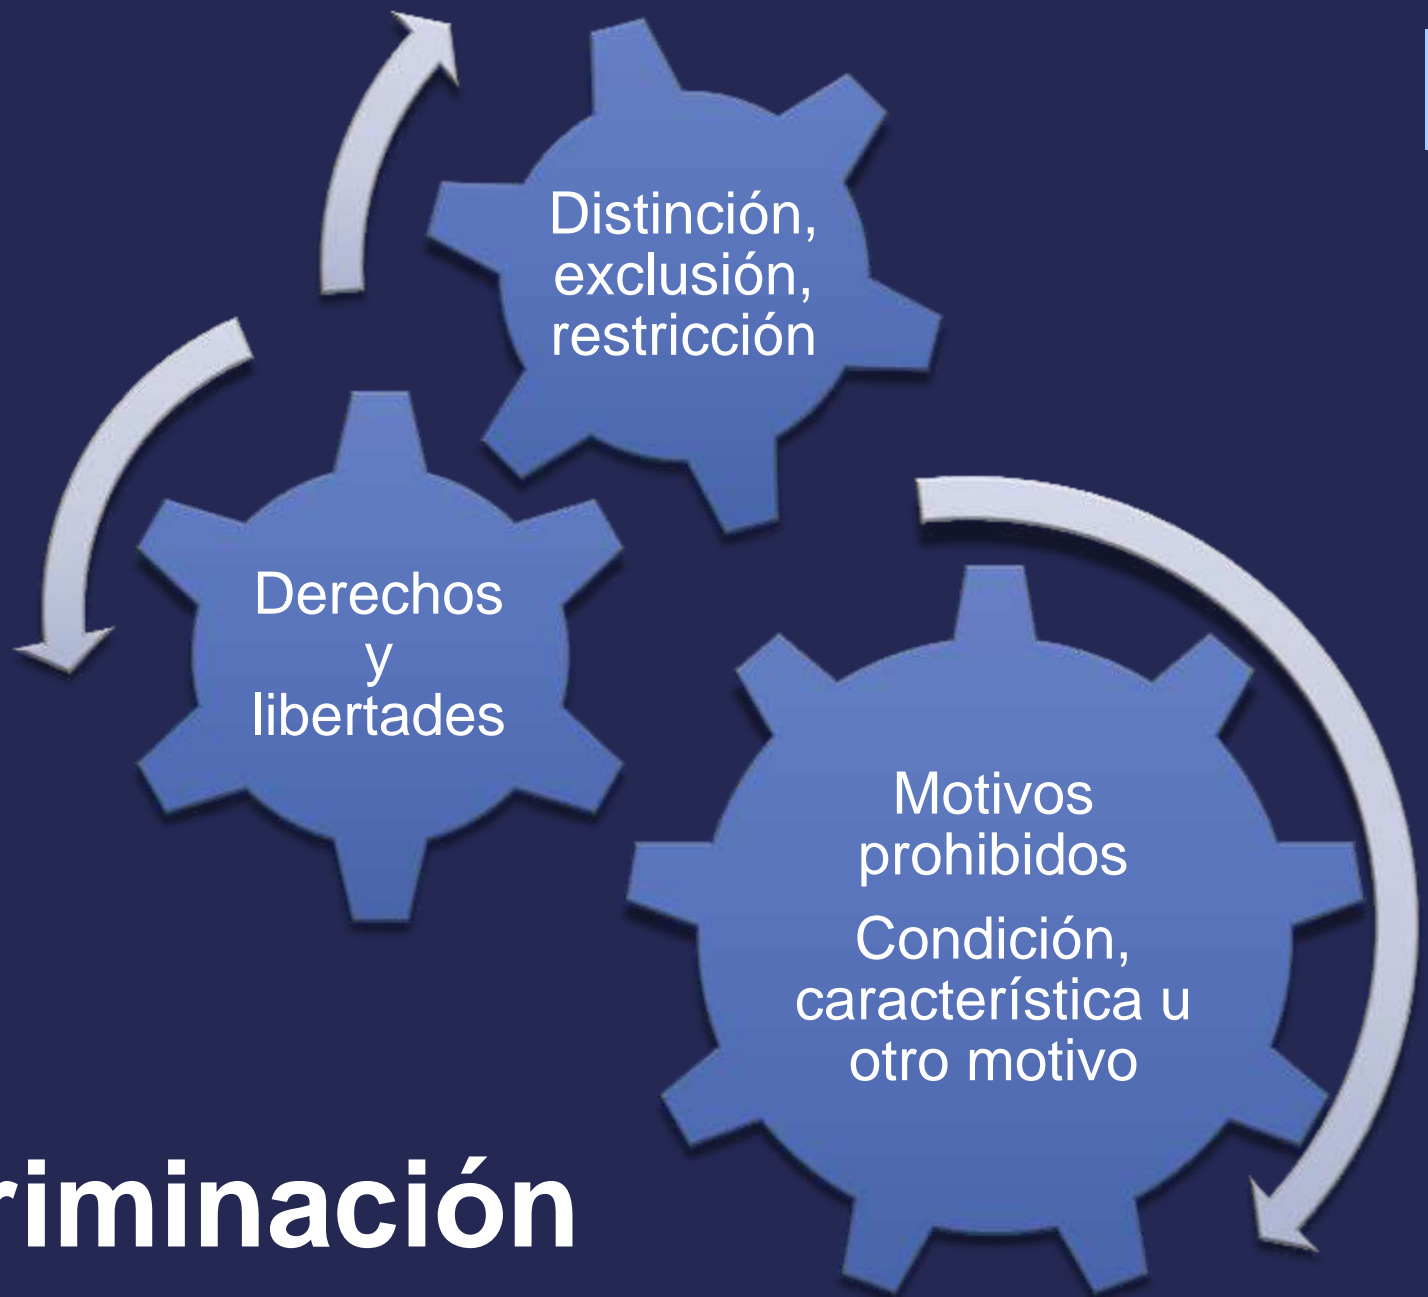 Distinción,
exclusión,
restricción
Derechos
y
libertades
Motivos
prohibidos
Condición,
característica u
otro motivo
riminación